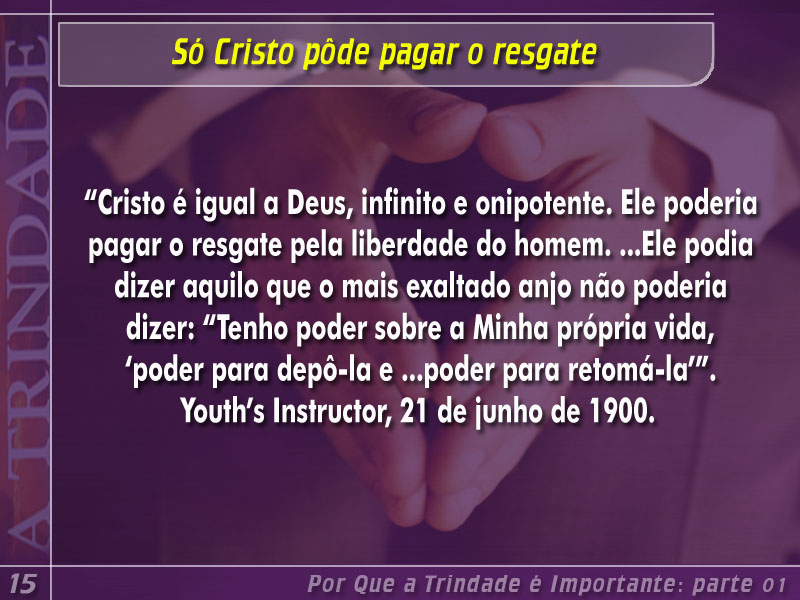 Só Cristo pôde pagar o resgate
A TRINDADE
“Cristo é igual a Deus, infinito e onipotente. Ele poderia
pagar o resgate pela liberdade do homem. ...Ele podia
dizer aquilo que o mais exaltado anjo não poderia
dizer: “Tenho poder sobre a Minha própria vida,
‘poder para depô-la e ...poder para retomá-la’”.
Youth’s Instructor, 21 de junho de 1900.
15
Por Que a Trindade é Importante: parte 01